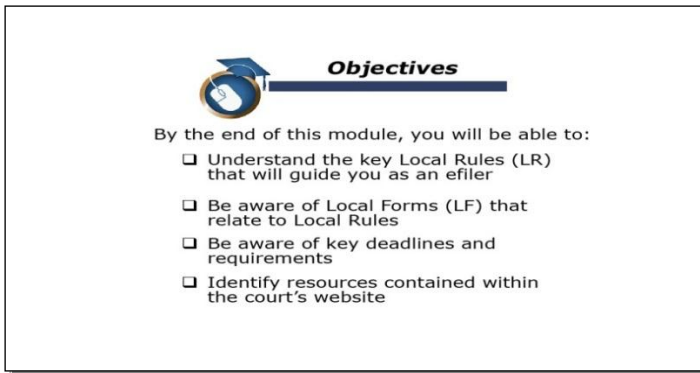 Objectives
By the end of this module, you will be able to:
❑ Understand the key Local Rules (LR)
that will guide you as an efiler
❑ Be aware of Local Forms (LF) that
relate to Local Rules
❑ Be aware of key deadlines and
requirements
❑ Identify resources contained within
the court’s website